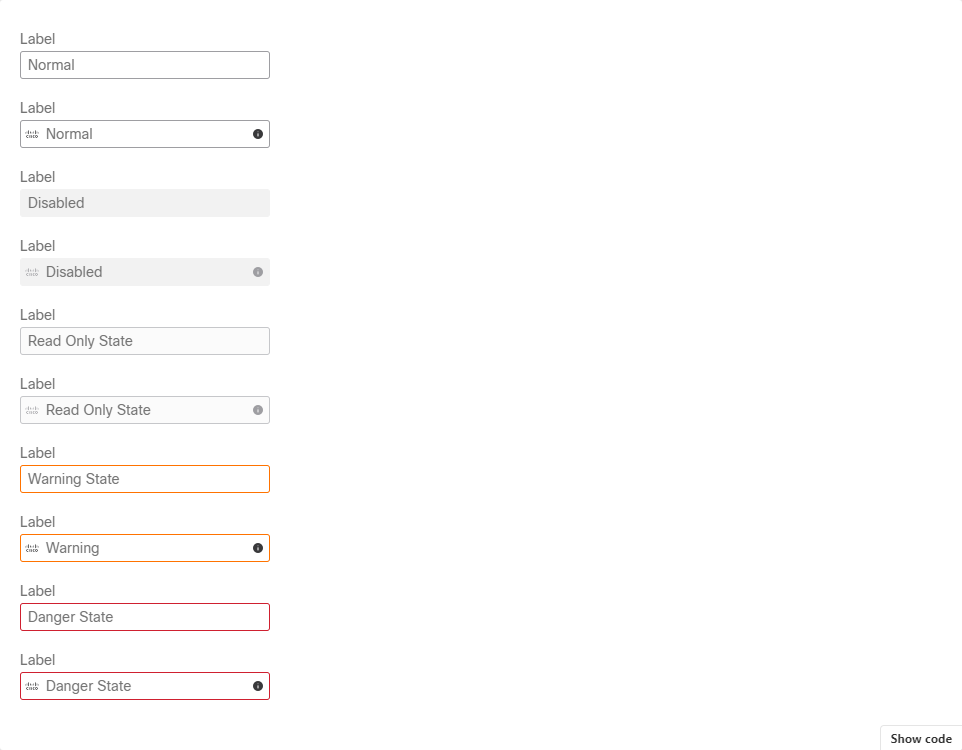 Label
Normal
Label
Normal
Label
Disabled
Label
Disabled
Label
Read Only State
Label
Read Only State
Label
Warning State
Label
Warning
Label
Danger State
Label
Danger State
Show code